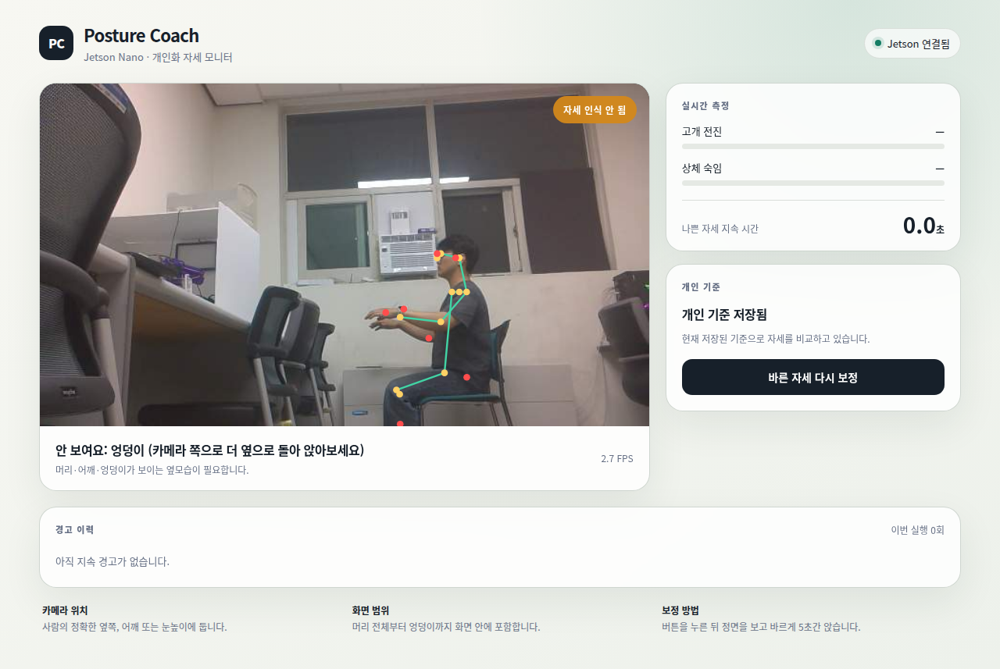 PC
Posture Coach
Jetson Nano · 개인화 자세 모니터
Jetson 연결됨
자세 인식 안 됨
안 보여요: 엉덩이 (카메라 쪽으로 더 옆으로 돌아 앉아보세요)
머리·어깨·엉덩이가 보이는 옆모습이 필요합니다.
2.7 FPS
실시간 측정
고개 전진 —
상체 숙임 —
나쁜 자세 지속 시간 0.0초
개인 기준
개인 기준 저장됨
현재 저장된 기준으로 자세를 비교하고 있습니다.
바른 자세 다시 보정
경고 이력
이번 실행 0회
아직 지속 경고가 없습니다.
카메라 위치
사람의 정확한 옆쪽, 어깨 또는 눈높이에 둡니다.
화면 범위
머리 전체부터 엉덩이까지 화면 안에 포함합니다.
보정 방법
버튼을 누른 뒤 정면을 보고 바르게 5초간 앉습니다.